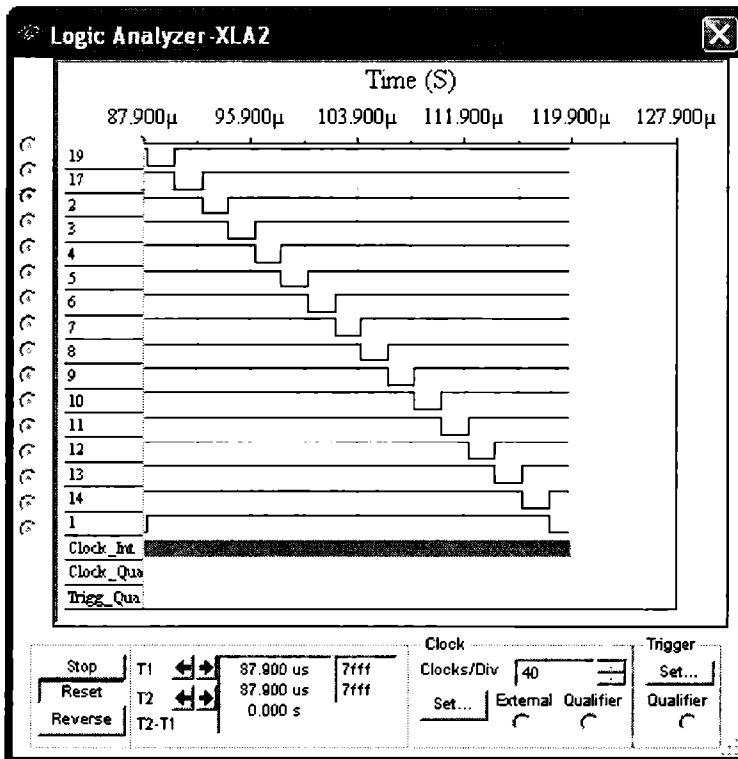 Logic Analyzer-XLA2
Time (S)
87.900µ 95.900µ 103.900µ 111.900µ 119.900µ 127.900µ
19
17
2
3
4
5
6
7
8
9
10
11
12
13
14
1
Clock_Int
Clock_Qua
Trigg_Qua
Stop
Reset
Reverse
T1 87.900 us 7fff
T2 87.900 us 7fff
T2-T1 0.000 s
Clock
Clocks/Div 40
Set... External Qualifier
Trigger
Set...
Qualifier